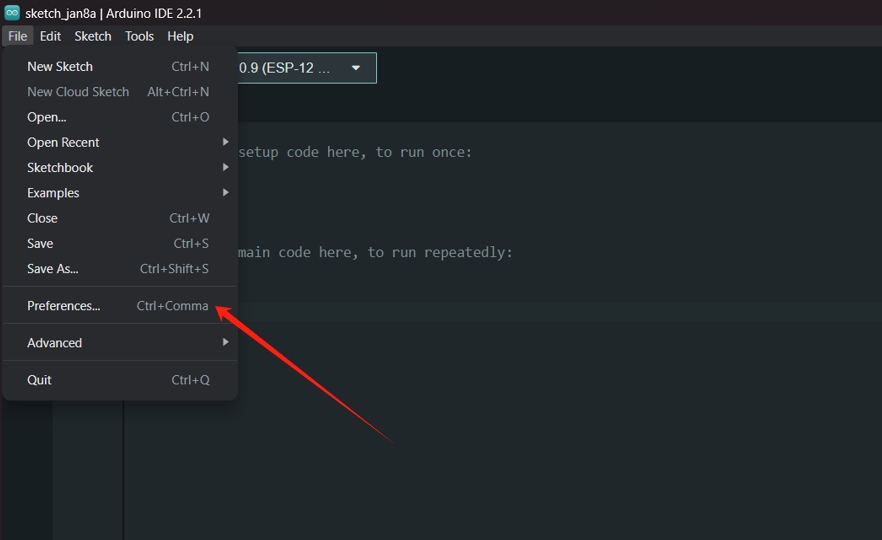 sketch_jan8a | Arduino IDE 2.2.1
File Edit Sketch Tools Help
New Sketch Ctrl+N
0.9 (ESP-12 ...
New Cloud Sketch Alt+Ctrl+N
Open... Ctrl+O
Open Recent
setup code here, to run once:
Sketchbook
Examples
Close Ctrl+W
Save Ctrl+S
main code here, to run repeatedly:
Save As... Ctrl+Shift+S
Preferences... Ctrl+Comma
Advanced
Quit Ctrl+Q